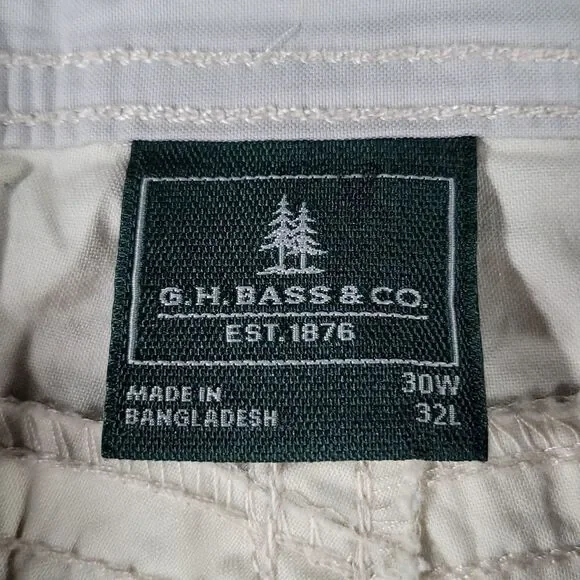 G.H. BASS & CO.
EST. 1876
MADE IN
BANGLADESH
30W
32L